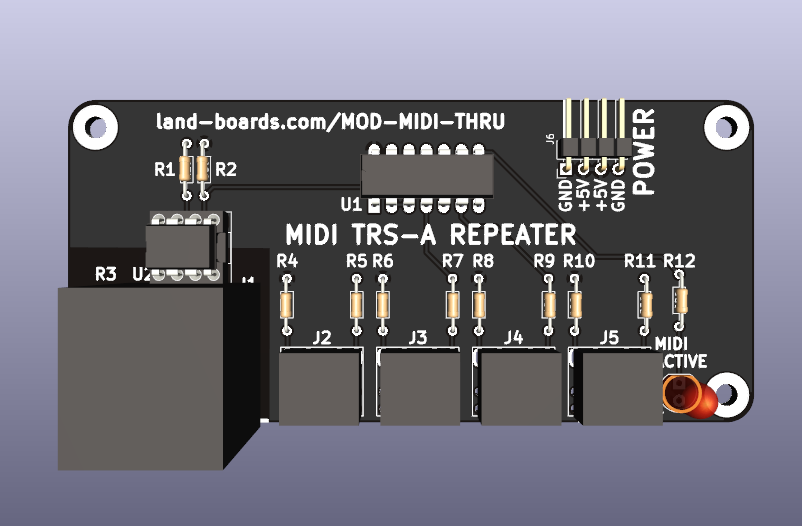 land-boards.com/MOD-MIDI-THRU
J6
POWER
R1 R2
GND
+5V
+5V
GND
U1
MIDI TRS-A REPEATER
R3 U2
R4 R5 R6 R7 R8 R9 R10 R11 R12
J2 J3 J4 J5
MIDI